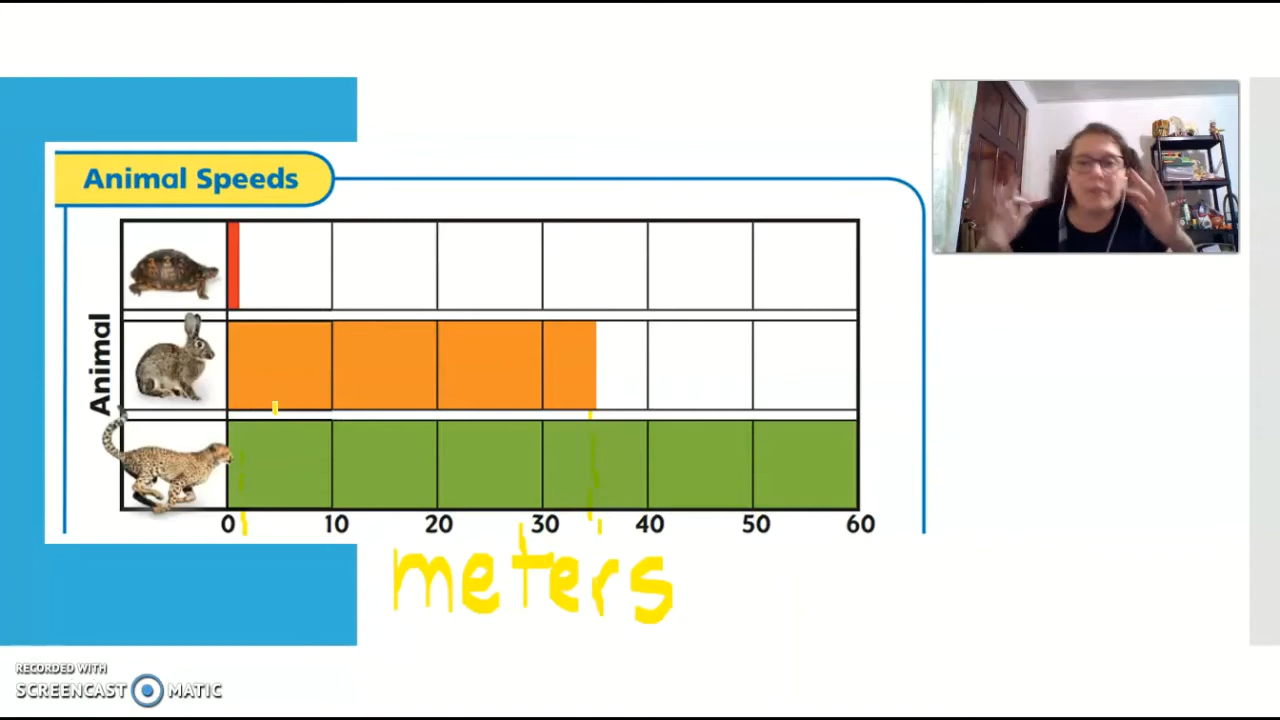 Animal Speeds
Animal
0 10 20 30 40 50 60
meters
RECORDED WITH
SCREENCAST MATIC